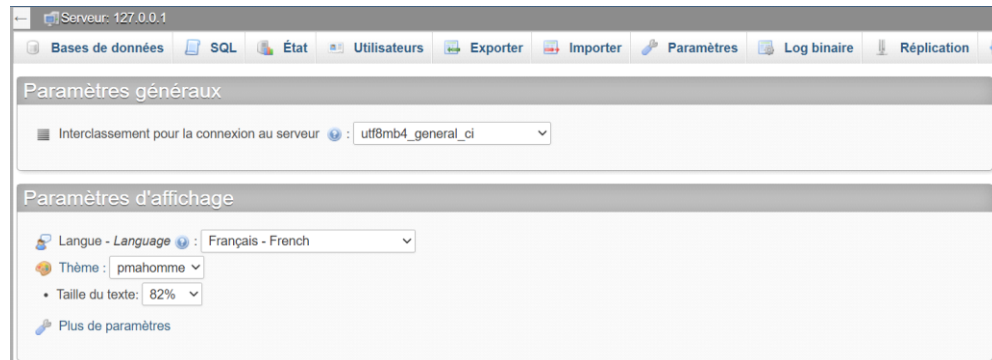 Serveur: 127.0.0.1
Bases de données SQL État Utilisateurs Exporter Importer Paramètres Log binaire Réplication
Paramètres généraux
Interclassement pour la connexion au serveur : utf8mb4_general_ci
Paramètres d'affichage
Langue - Language : Français - French
Thème : pmahomme
• Taille du texte: 82%
Plus de paramètres